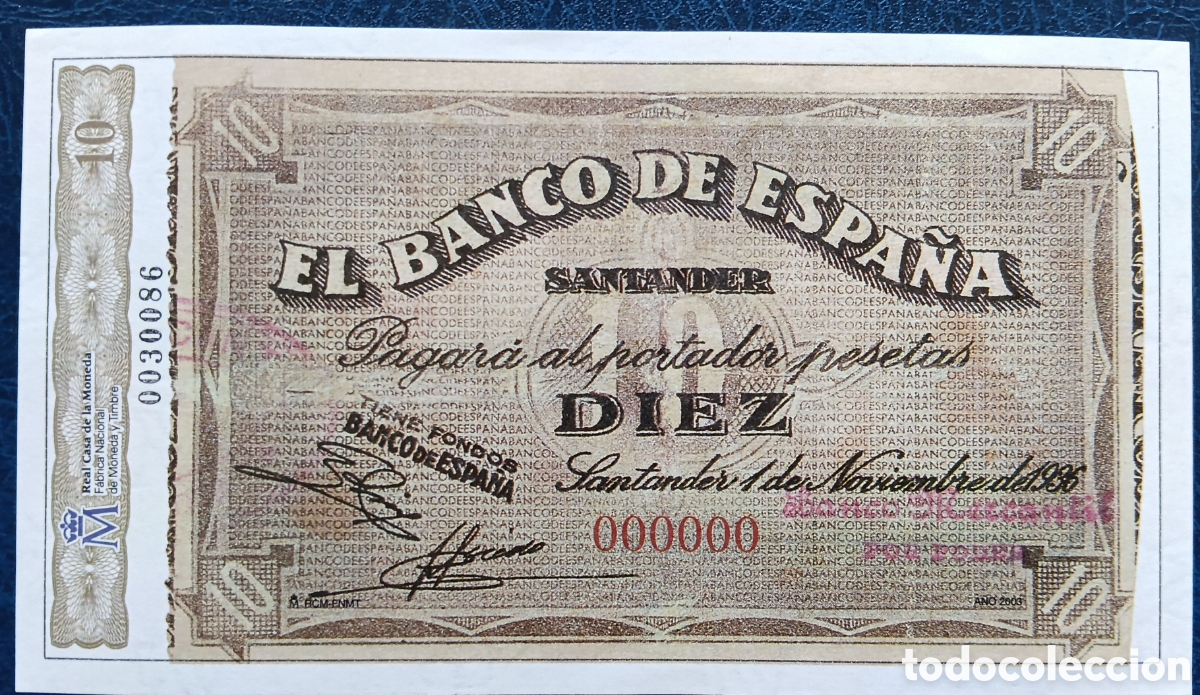 10
Real Casa de la Moneda
Fábrica Nacional
de Moneda y Timbre
M
0030086
10
10
EL BANCO DE ESPAÑA
SANTANDER
10
Pagará al portador pesetas
DIEZ
TIENE FONDOS
BANCO DE ESPAÑA
Santander 1 de Noviembre de 1936
000000
10
10
M RCM-FNMT
AÑO 2003
todocoleccion